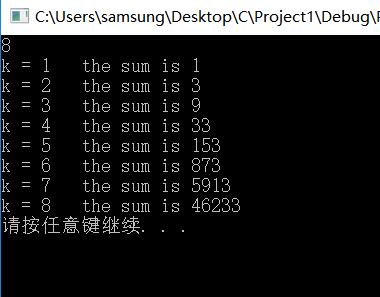 C:\Users\samsung\Desktop\C\Project1\Debug\
8
k = 1   the sum is 1
k = 2   the sum is 3
k = 3   the sum is 9
k = 4   the sum is 33
k = 5   the sum is 153
k = 6   the sum is 873
k = 7   the sum is 5913
k = 8   the sum is 46233
请按任意键继续. . .